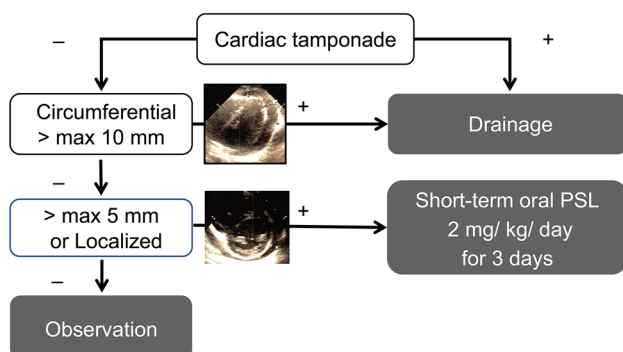 –
Cardiac tamponade
+
Circumferential
> max 10 mm
+
Drainage
–
> max 5 mm
or Localized
+
Short-term oral PSL
2 mg/ kg/ day
for 3 days
–
Observation